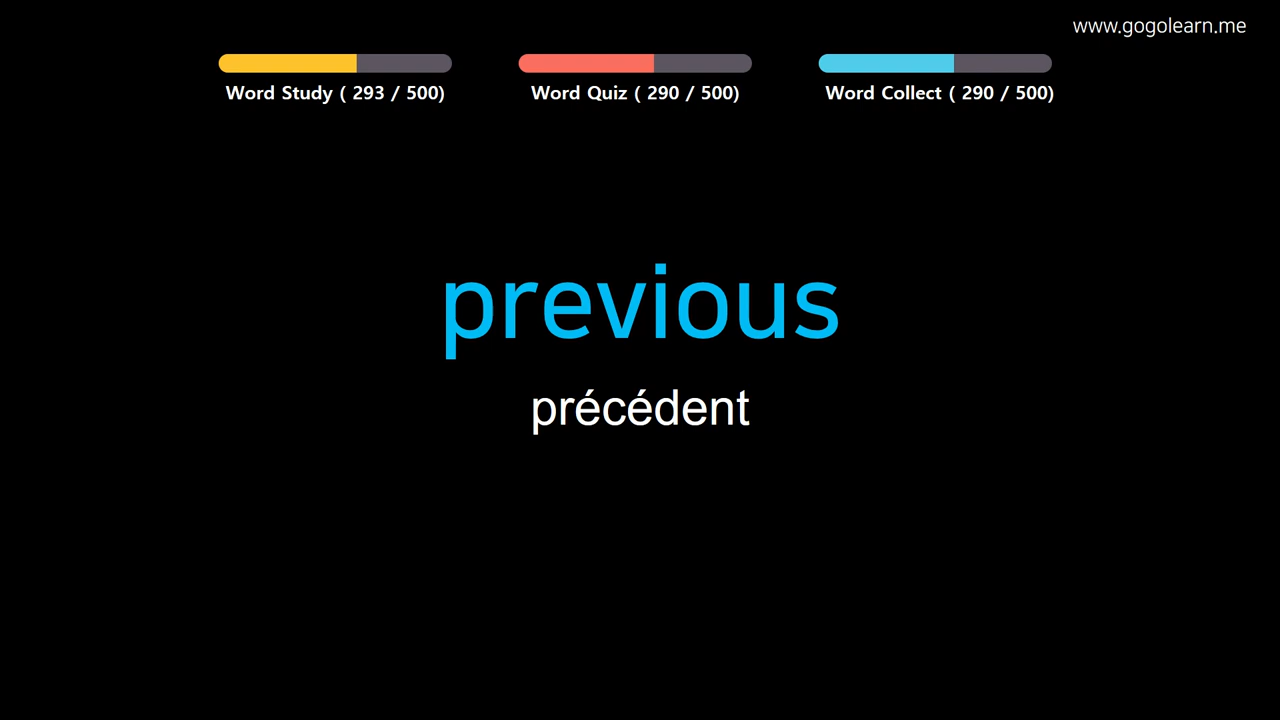 www.gogolearn.me
Word Study ( 293 / 500)
Word Quiz ( 290 / 500)
Word Collect ( 290 / 500)
previous
précédent